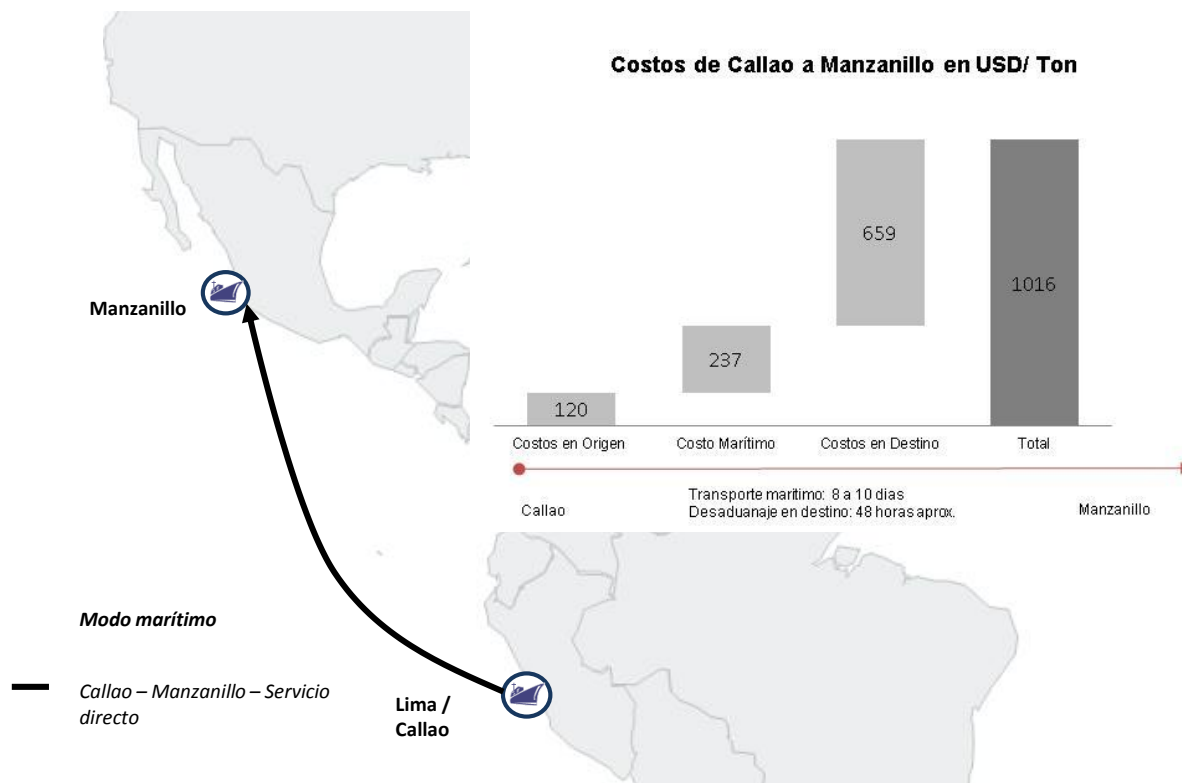 Costos de Callao a Manzanillo en USD/ Ton
659
1016
237
120
Costos en Origen
Costo Marítimo
Costos en Destino
Total
Transporte maritimo: 8 a 10 dias
Desaduanaje en destino: 48 horas aprox.
Callao
Manzanillo
Manzanillo
Modo marítimo
Callao – Manzanillo – Servicio
directo
Lima /
Callao